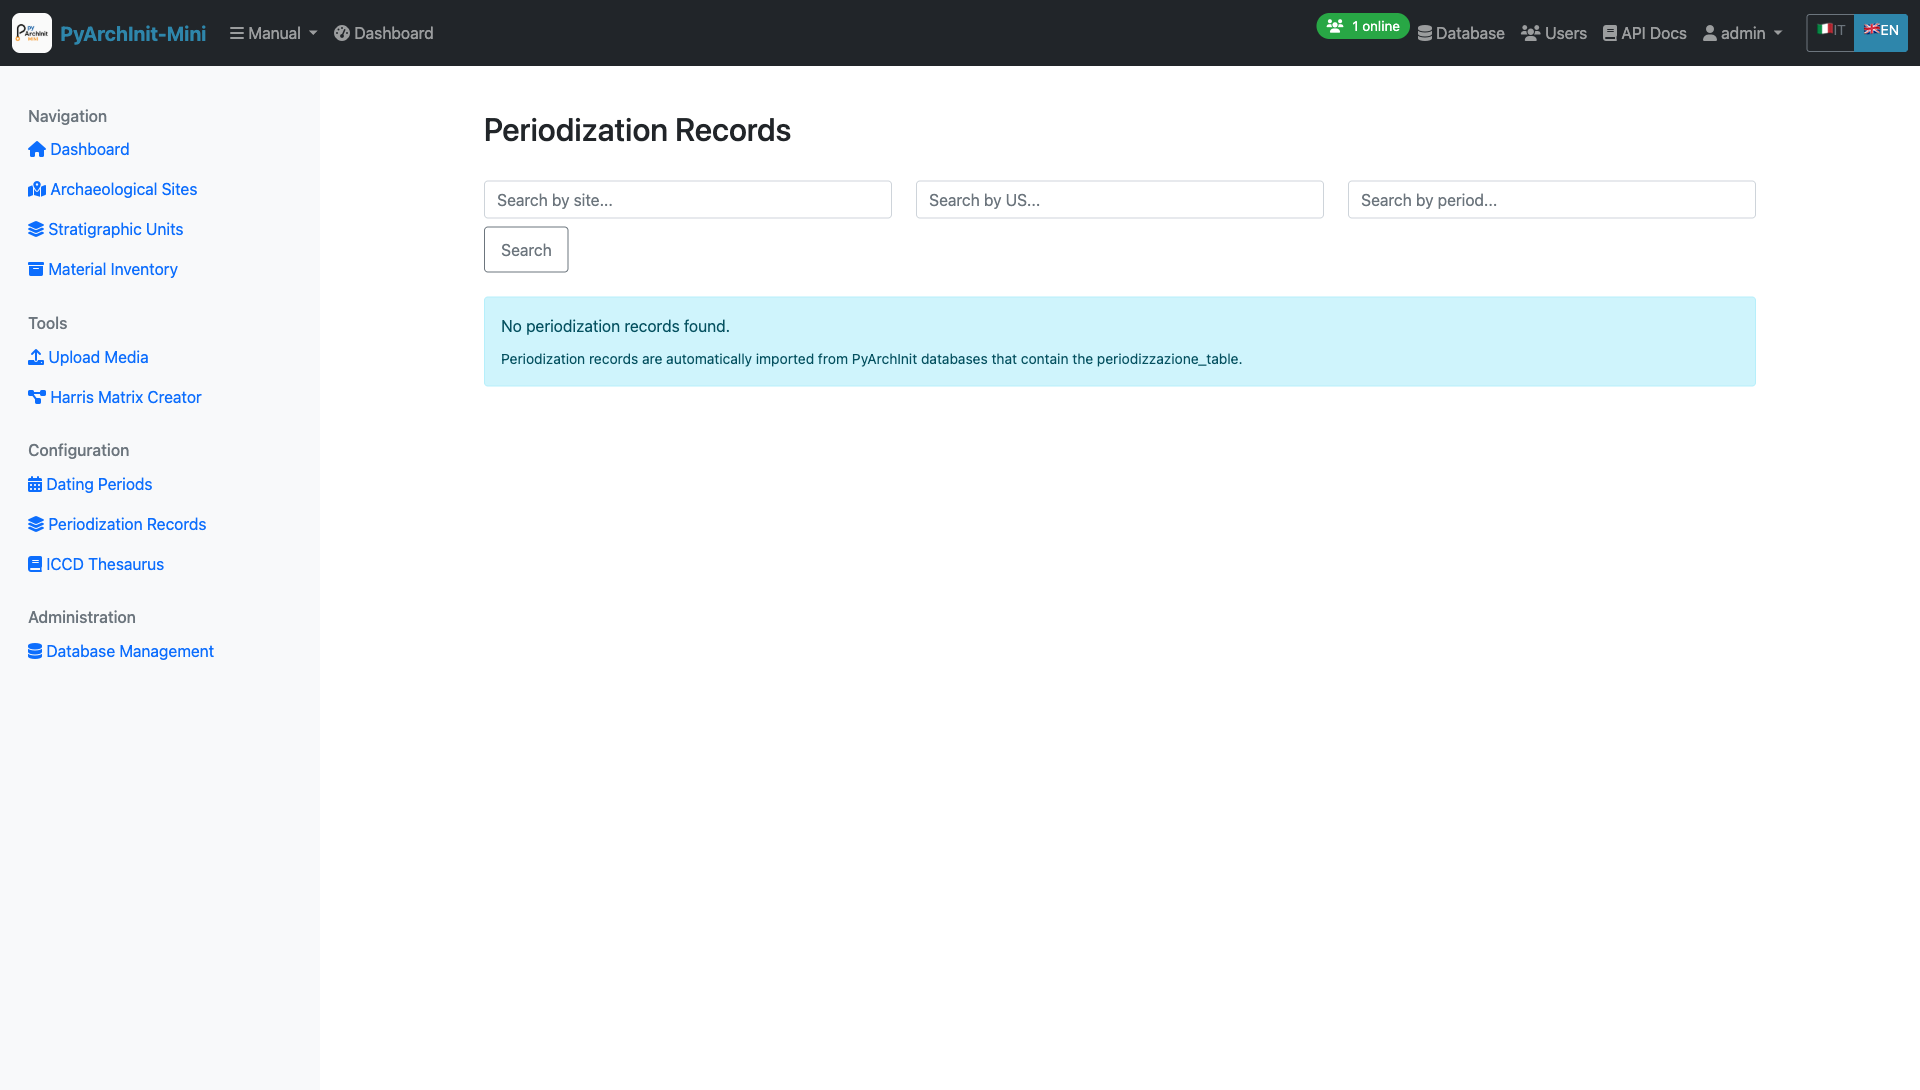 PyArchInit-Mini
Manual
Dashboard
1 online
Database
Users
API Docs
admin
IT
EN
Navigation
Dashboard
Archaeological Sites
Stratigraphic Units
Material Inventory
Tools
Upload Media
Harris Matrix Creator
Configuration
Dating Periods
Periodization Records
ICCD Thesaurus
Administration
Database Management
Periodization Records
Search by site...
Search by US...
Search by period...
Search
No periodization records found.
Periodization records are automatically imported from PyArchInit databases that contain the periodizzazione_table.